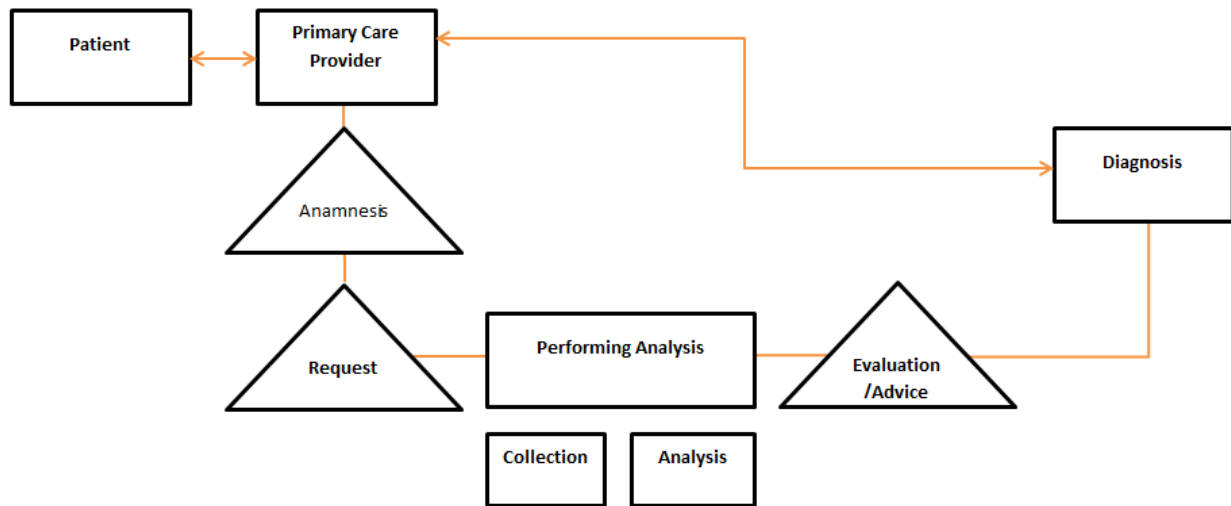 Patient
Primary Care
Provider
Anamnesis
Diagnosis
Request
Performing Analysis
Evaluation
/Advice
Collection
Analysis